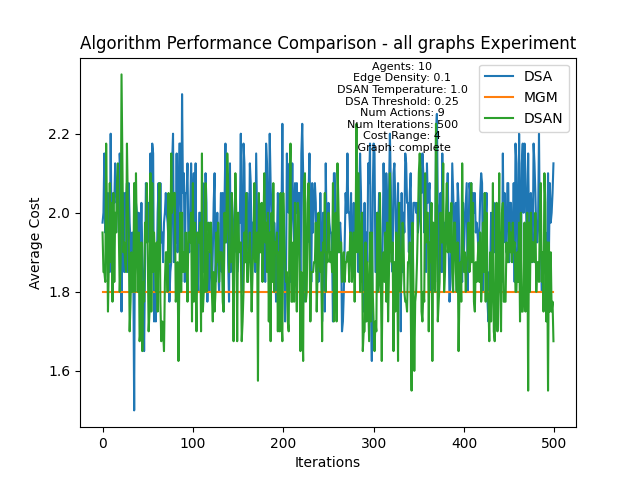 Algorithm Performance Comparison - all graphs Experiment
Agents: 10
Edge Density: 0.1
DSAN Temperature: 1.0
DSA Threshold: 0.25
Num Actions: 9
Num Iterations: 500
Cost Range: 4
Graph: complete
DSA
MGM
DSAN
Average Cost
2.2
2.0
1.8
1.6
0
100
200
300
400
500
Iterations